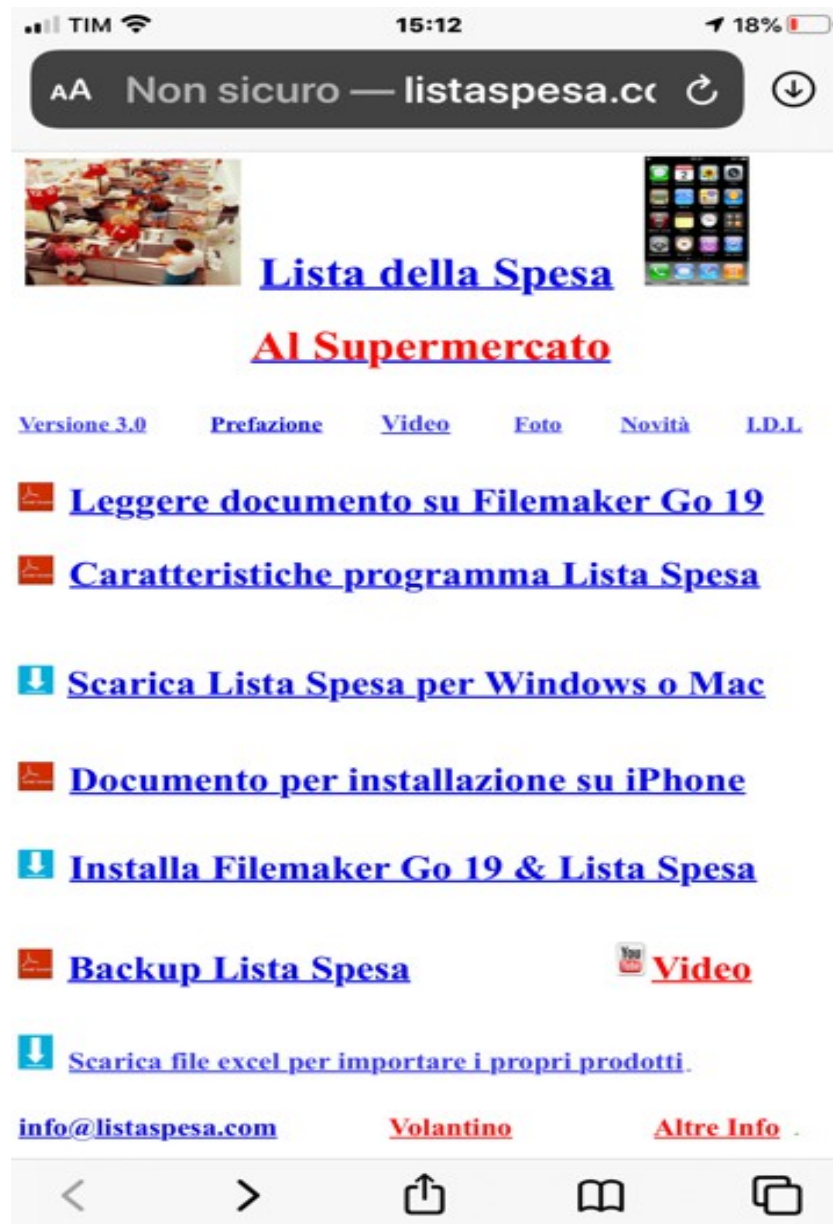 TIM 15:12 18%
AA Non sicuro — listaspesa.co
Lista della Spesa
Al Supermercato
Versione 3.0 Prefazione Video Foto Novità I.D.L
Leggere documento su Filemaker Go 19
Caratteristiche programma Lista Spesa
Scarica Lista Spesa per Windows o Mac
Documento per installazione su iPhone
Installa Filemaker Go 19 & Lista Spesa
Backup Lista Spesa You Tube Video
Scarica file excel per importare i propri prodotti.
info@listaspesa.com Volantino Altre Info .